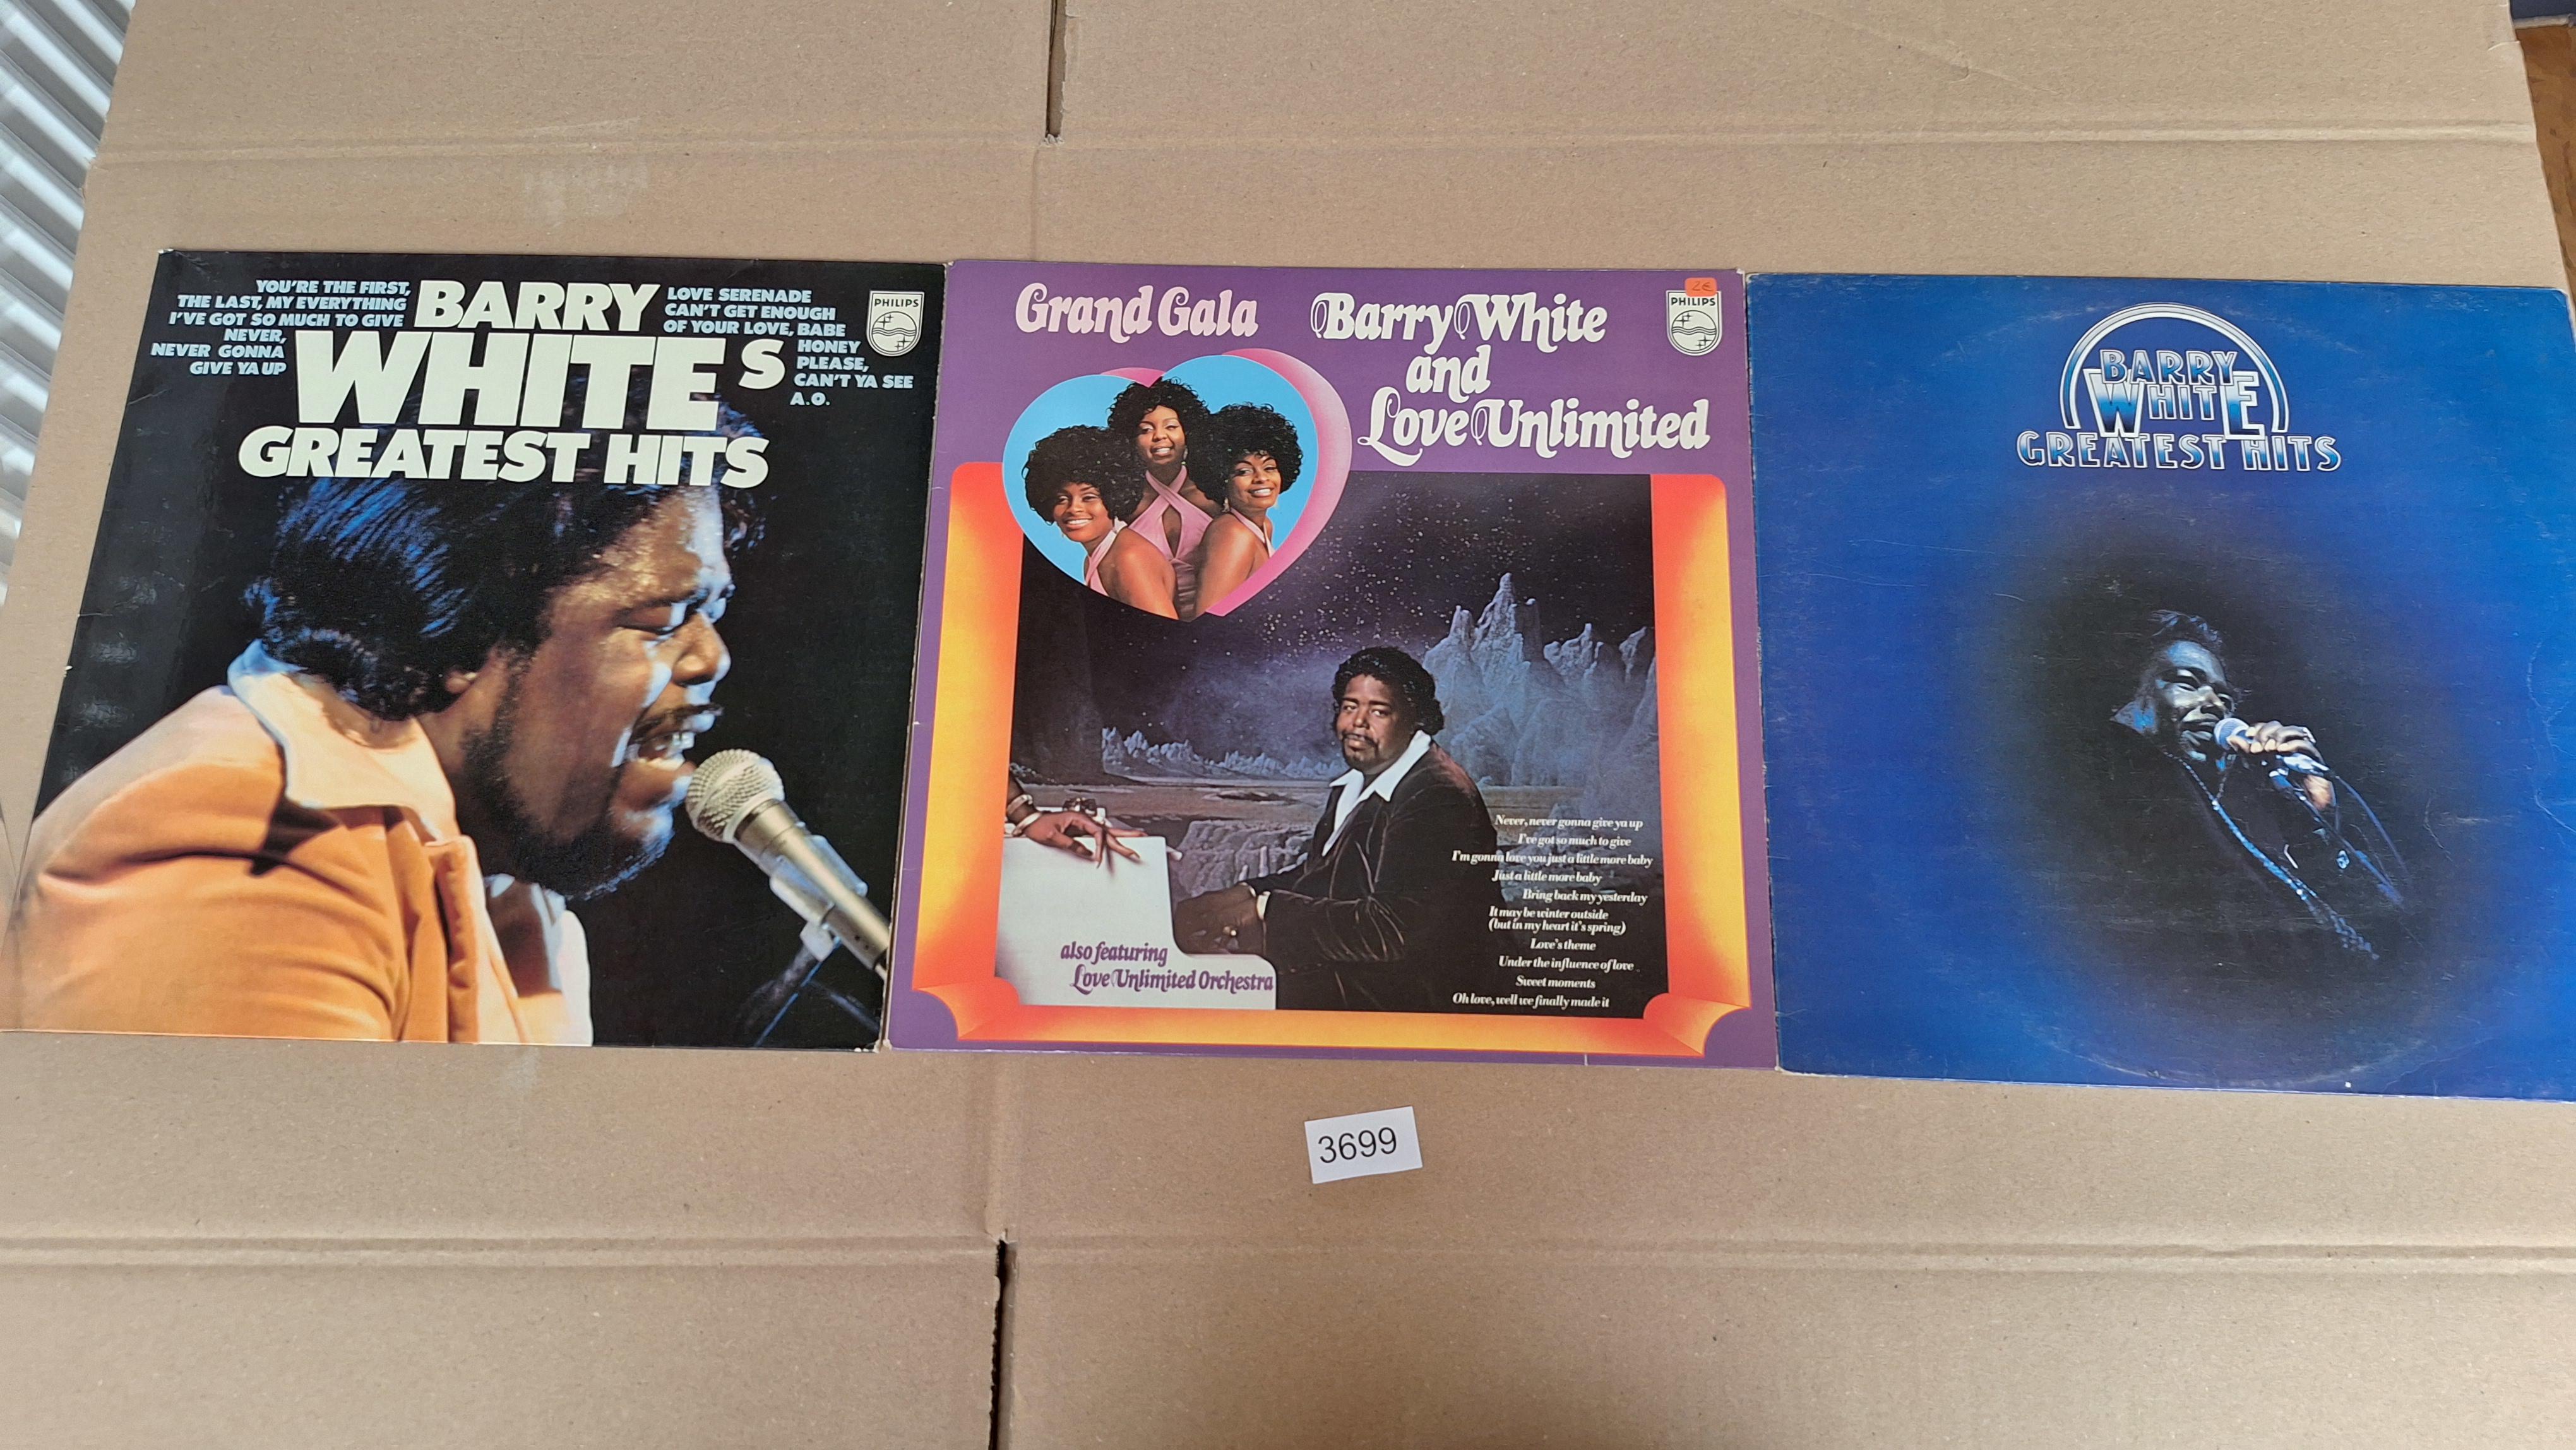 YOU'RE THE FIRST,
THE LAST, MY EVERYTHING
I'VE GOT SO MUCH TO GIVE
NEVER,
NEVER GONNA
GIVE YA UP
BARRY
WHITE S
GREATEST HITS
LOVE SERENADE
CAN'T GET ENOUGH
OF YOUR LOVE, BABE
HONEY
PLEASE,
CAN'T YA SEE
A.O.
PHILIPS
Grand Gala
Barry White
and
Love Unlimited
2€
PHILIPS
Never, never gonna give ya up
I've got so much to give
I'm gonna love you just a little more baby
Just a little more baby
Bring back my yesterday
It may be winter outside
(but in my heart it's spring)
Love's theme
Under the influence of love
Sweet moments
Oh love, well we finally made it
also featuring
Love Unlimited Orchestra
BARRY
WHITE
GREATEST HITS
3699